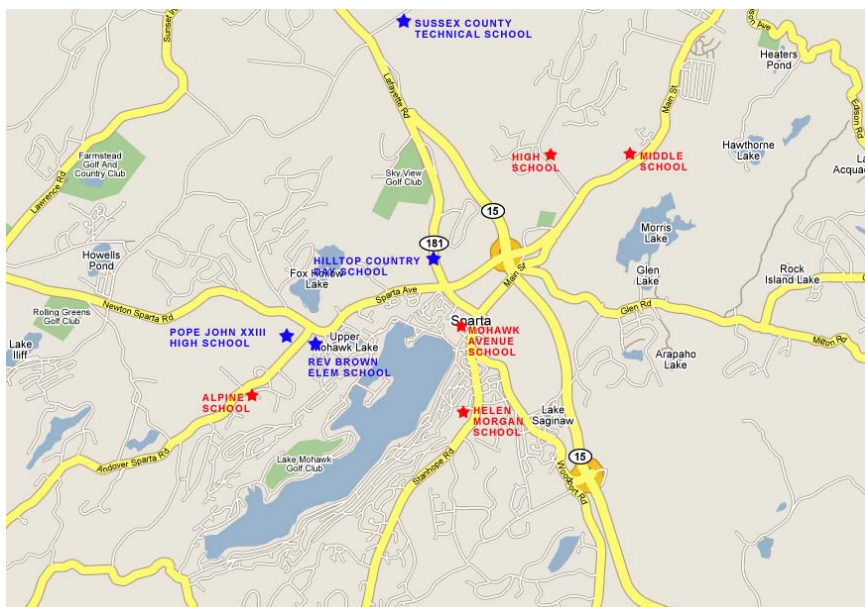 SUSSEX COUNTY
TECHNICAL SCHOOL
Heaters
Pond
Edison Rd
Main St
Lafayette Rd
HIGH
SCHOOL
MIDDLE
SCHOOL
Hawthorne
Lake
Farmstead
Golf And
Country Club
Sky View
Golf Club
Lawrence Rd
15
Morris
Lake
181
Howells
Pond
HILLTOP COUNTRY
DAY SCHOOL
Fox Hollow
Lake
Main St
Glen
Lake
Rock
Island Lake
Sparta Ave
Newton Sparta Rd
Glen Rd
Rolling Greens
Golf Club
Sparta
POPE JOHN XXIII
HIGH SCHOOL
Upper
Mohawk Lake
MOHAWK
AVENUE
SCHOOL
Milton Rd
Lake
Iliff
REV BROWN
ELEM SCHOOL
Arapaho
Lake
ALPINE
SCHOOL
HELEN
MORGAN
SCHOOL
Lake
Saginaw
Lake Mohawk
Golf Club
15
Andover Sparta Rd
Stanhope Rd
Woodport Rd